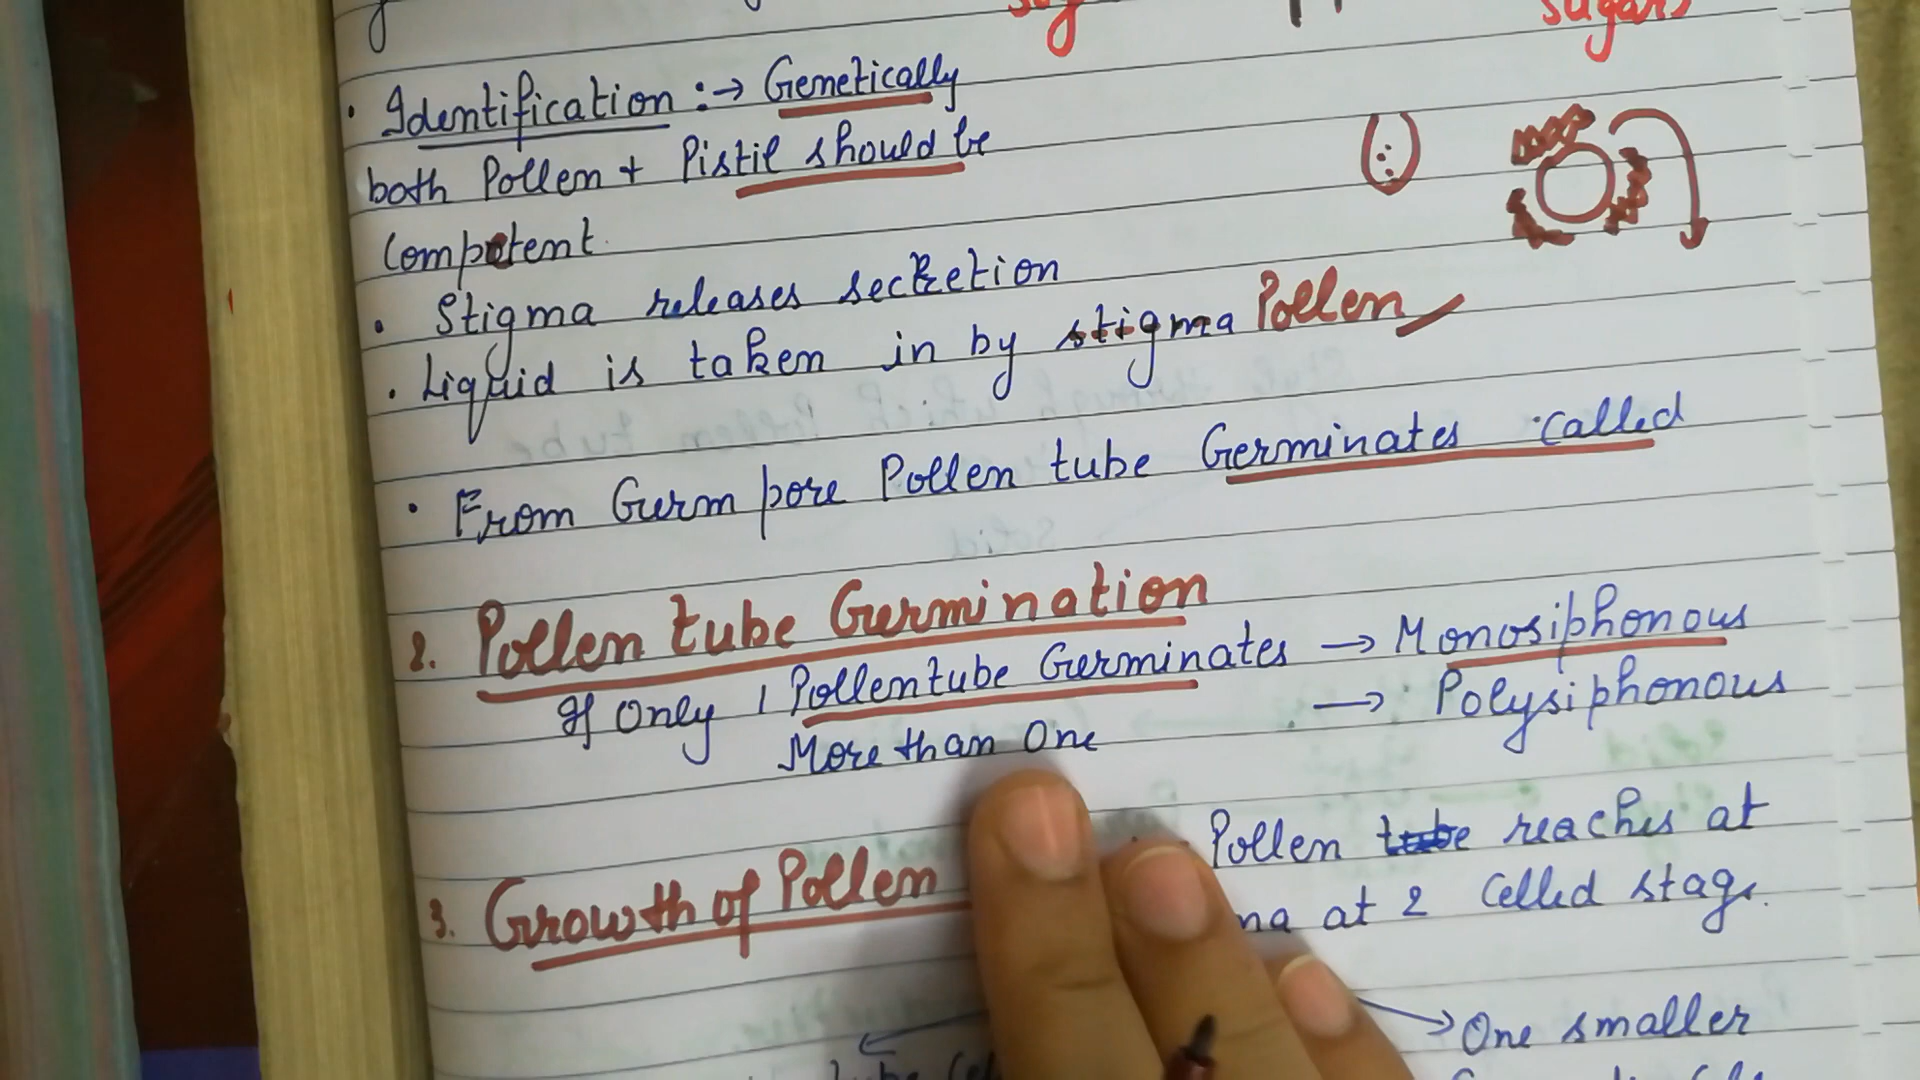 sugars
• Identification :→ Genetically
both Pollen + Pistil should be
Competent.
• Stigma releases secretion
• Liquid is taken in by stigma Pollen
• From Germ pore Pollen tube Germinates called
2. Pollen tube Germination
If Only 1 Pollentube Germinates → Monosiphonous
More than One → Polysiphonous
3. Growth of Pollen Pollen tube reaches at
at 2 Celled stage.
One smaller